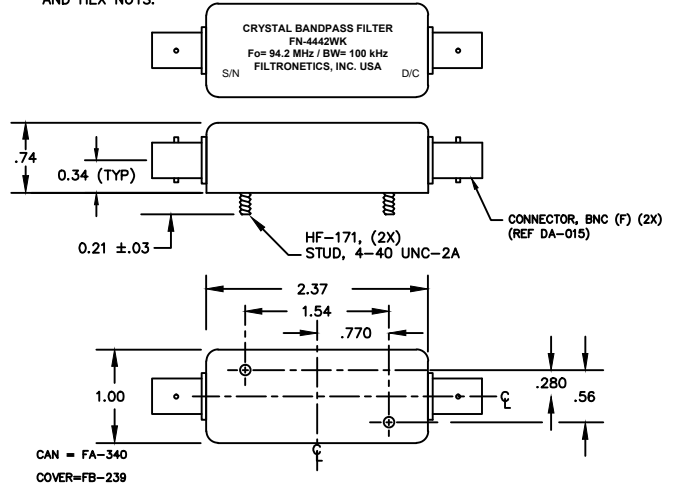 AND HEX NUTS.
CRYSTAL BANDPASS FILTER
FN-4442WK
Fo= 94.2 MHz / BW= 100 kHz
FILTRONETICS, INC. USA
S/N
D/C
.74
0.34 (TYP)
0.21 ±.03
HF-171, (2X)
STUD, 4-40 UNC-2A
CONNECTOR, BNC (F) (2X)
(REF DA-015)
2.37
1.54
.770
1.00
.280
.56
CL
CL
CAN = FA-340
COVER=FB-239